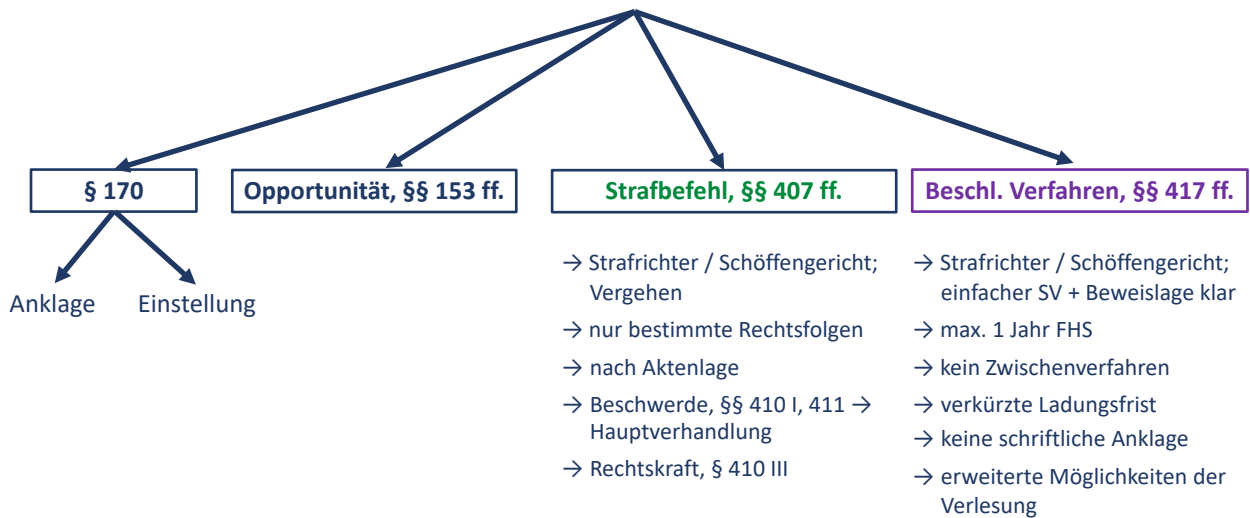 § 170
Opportunität, §§ 153 ff.
Strafbefehl, §§ 407 ff.
Beschl. Verfahren, §§ 417 ff.
Anklage
Einstellung
→ Strafrichter / Schöffengericht;
Vergehen
→ nur bestimmte Rechtsfolgen
→ nach Aktenlage
→ Beschwerde, §§ 410 I, 411 →
Hauptverhandlung
→ Rechtskraft, § 410 III
→ Strafrichter / Schöffengericht;
einfacher SV + Beweislage klar
→ max. 1 Jahr FHS
→ kein Zwischenverfahren
→ verkürzte Ladungsfrist
→ keine schriftliche Anklage
→ erweiterte Möglichkeiten der
Verlesung